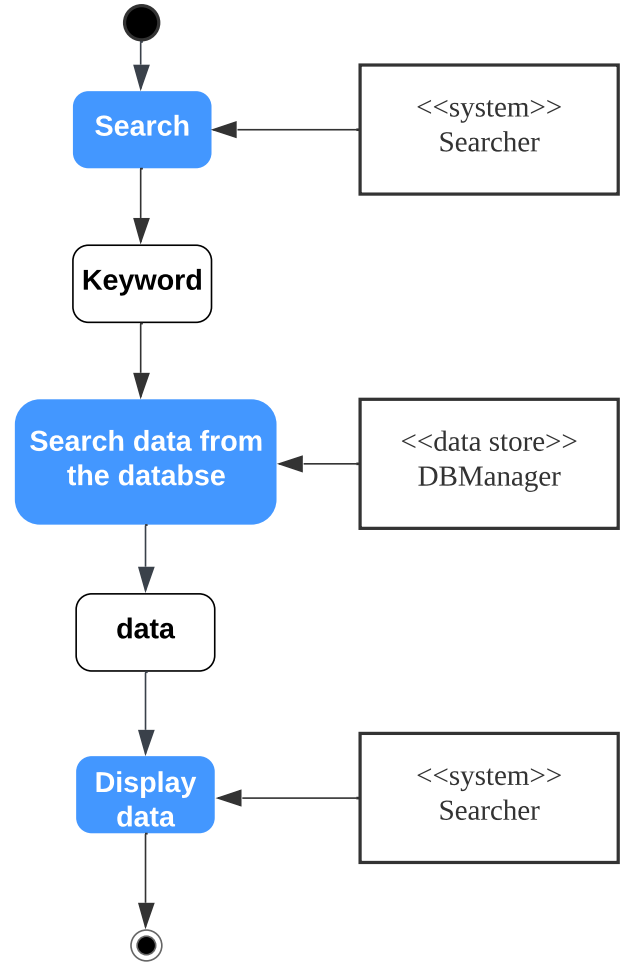 Search
<<system>>
Searcher
Keyword
Search data from
the databse
<<data store>>
DBManager
data
Display
data
<<system>>
Searcher